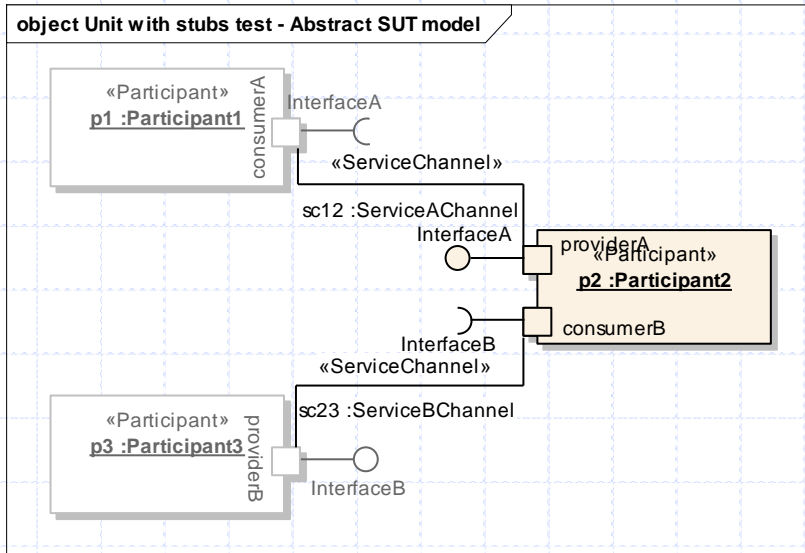 object Unit with stubs test - Abstract SUT model
«Participant»
p1 :Participant1
consumerA
InterfaceA
«ServiceChannel»
sc12 :ServiceAChannel
InterfaceA
providerA
«Participant»
p2 :Participant2
consumerB
InterfaceB
«ServiceChannel»
sc23 :ServiceBChannel
«Participant»
p3 :Participant3
providerB
InterfaceB